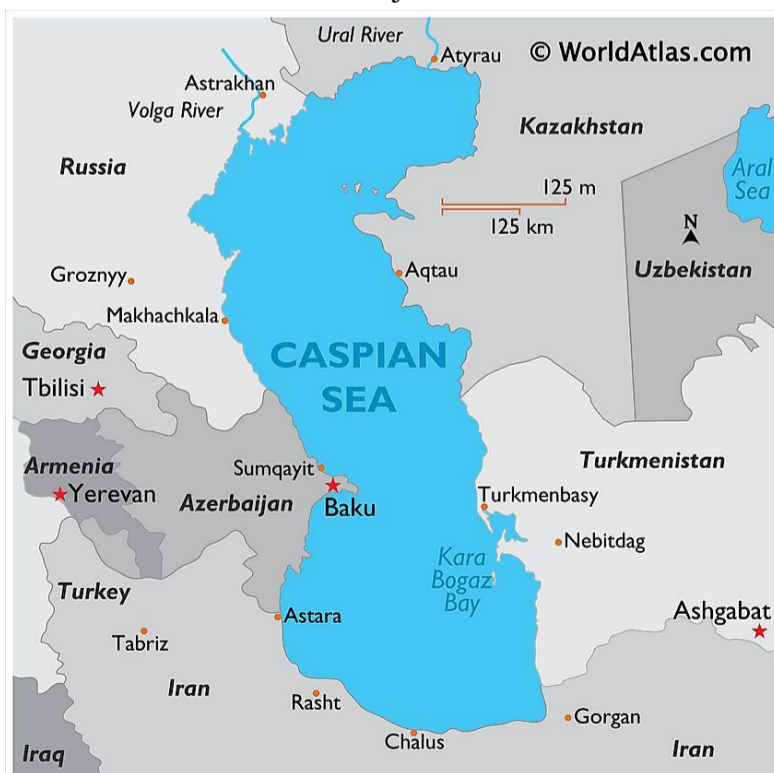 Ural River
Atyrau
© WorldAtlas.com
Astrakhan
Volga River
Kazakhstan
Russia
Aral
Sea
125 m
125 km
N
Uzbekistan
Groznyy
Aqtau
Makhachkala
Georgia
Tbilisi
CASPIAN
SEA
Armenia
Yerevan
Sumqayit
Azerbaijan
Baku
Turkmenistan
Turkmenbasy
Nebitdag
Kara
Bogaz
Bay
Turkey
Tabriz
Astara
Ashgabat
Iran
Rasht
Chalus
Gorgan
Iraq
Iran